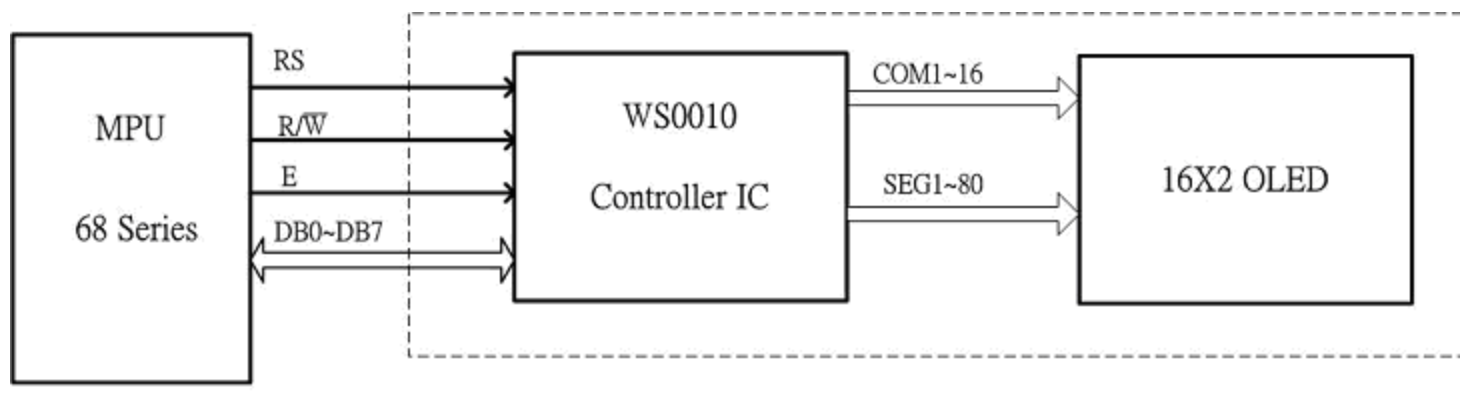 MPU
68 Series
RS
R/W̅
E
DB0~DB7
WS0010
Controller IC
COM1~16
SEG1~80
16X2 OLED